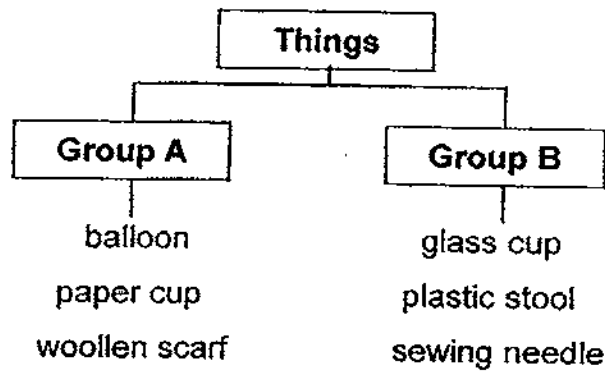 Things
Group A
Group B
balloon
paper cup
woollen scarf
glass cup
plastic stool
sewing needle